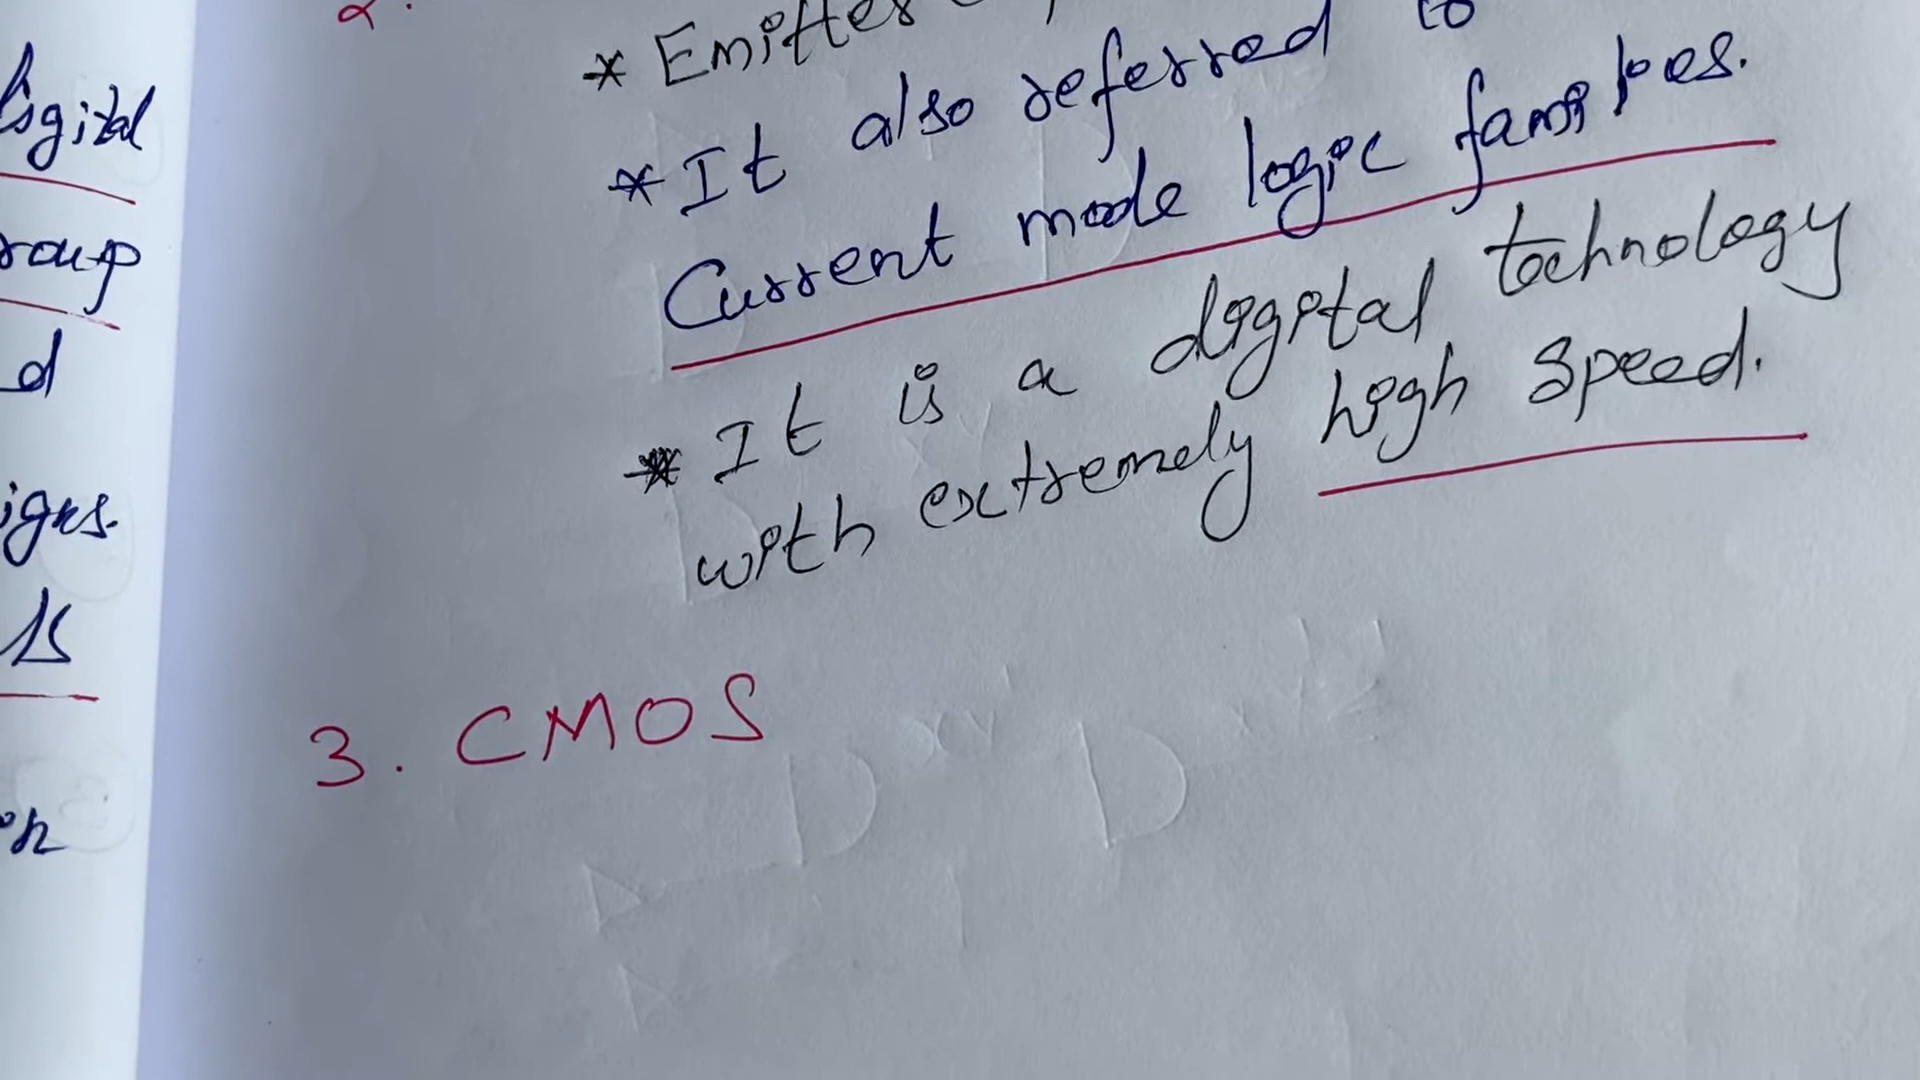 * Emitter
* It also referred to
Current mode logic families.
* It is a digital technology
with extremely high speed.
3. CMOS
d